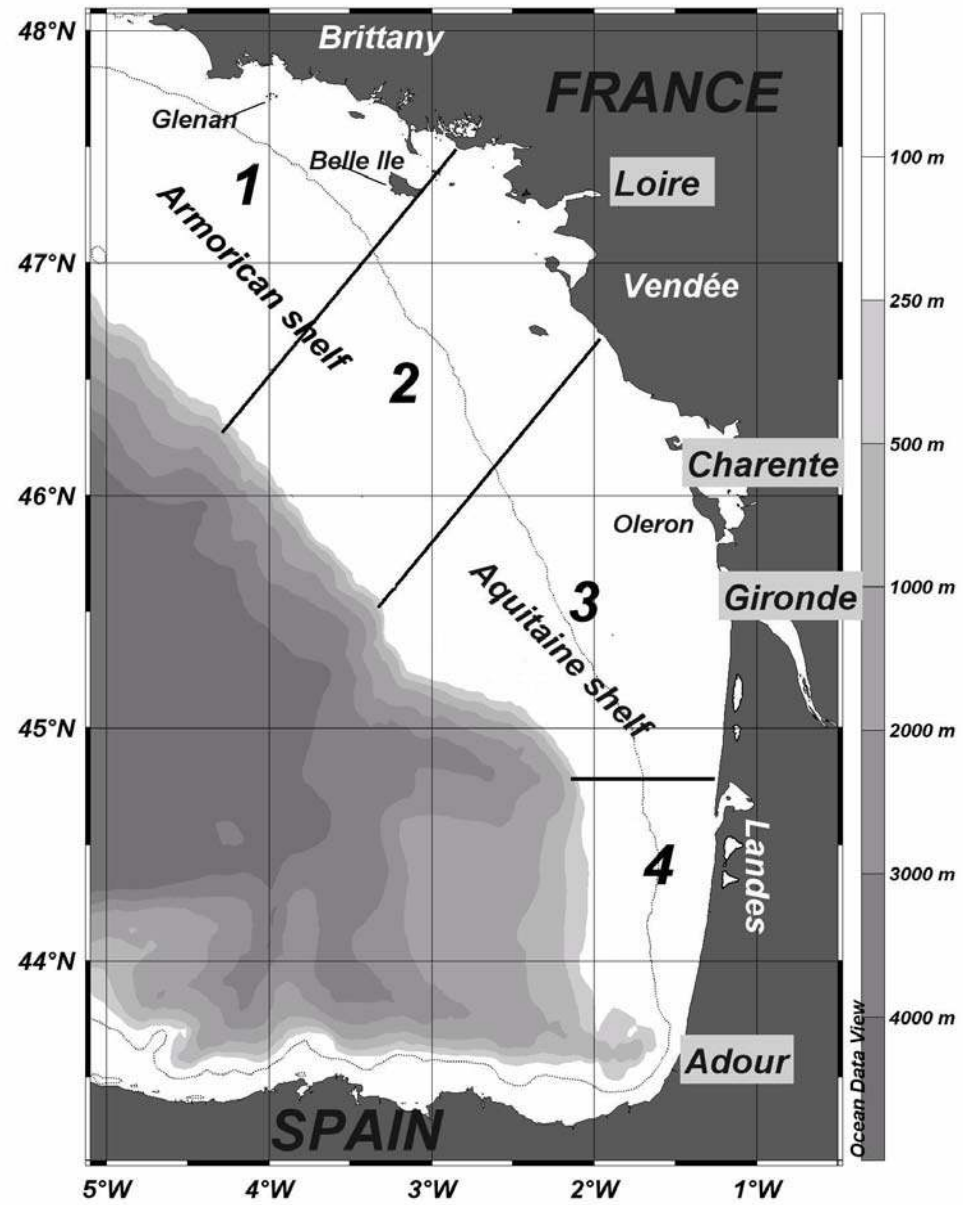 48°N
47°N
46°N
45°N
44°N
5°W
4°W
3°W
2°W
1°W
Brittany
FRANCE
Glenan
Belle Ile
Loire
1
Armorican shelf
Vendée
2
Charente
Oleron
Gironde
3
Aquitaine shelf
4
Landes
Adour
SPAIN
100 m
250 m
500 m
1000 m
2000 m
3000 m
4000 m
Ocean Data View